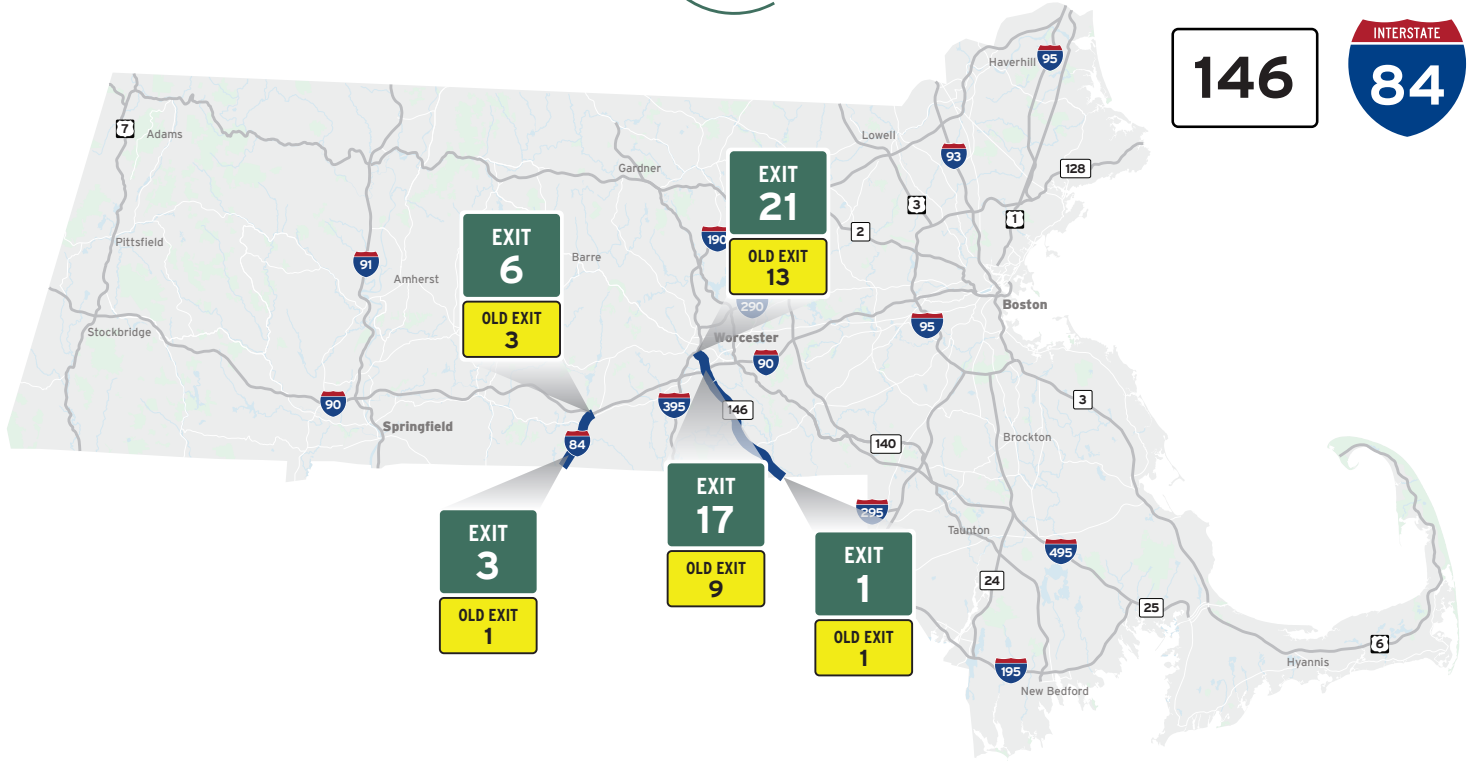 146
INTERSTATE
84
Haverhill
95
7
Adams
Lowell
93
Gardner
EXIT
21
OLD EXIT
13
128
3
1
2
190
EXIT
6
OLD EXIT
3
Pittsfield
91
Amherst
Barre
290
Boston
Stockbridge
Worcester
95
90
90
395
146
3
Springfield
84
140
Brockton
EXIT
17
OLD EXIT
9
EXIT
3
OLD EXIT
1
295
Taunton
EXIT
1
OLD EXIT
1
495
24
25
6
Hyannis
195
New Bedford